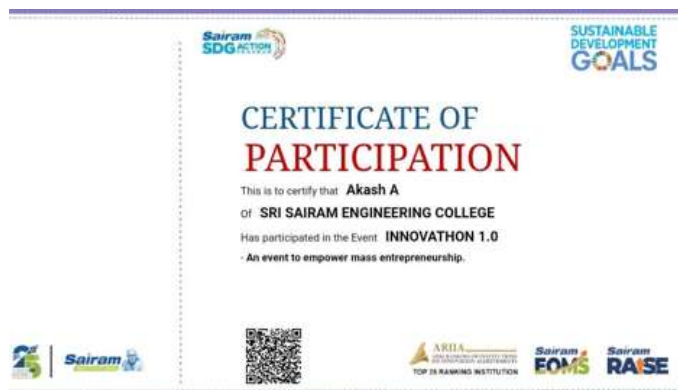 Sairam
SDG ACTION
SUSTAINABLE
DEVELOPMENT
GOALS
CERTIFICATE OF
PARTICIPATION
This is to certify that Akash A
Of SRI SAIRAM ENGINEERING COLLEGE
Has participated in the Event INNOVATHON 1.0
- An event to empower mass entrepreneurship.
25
Sairam
ARIIA
TOP 25 RANKING INSTITUTION
Sairam
EOMS
Sairam
RAISE